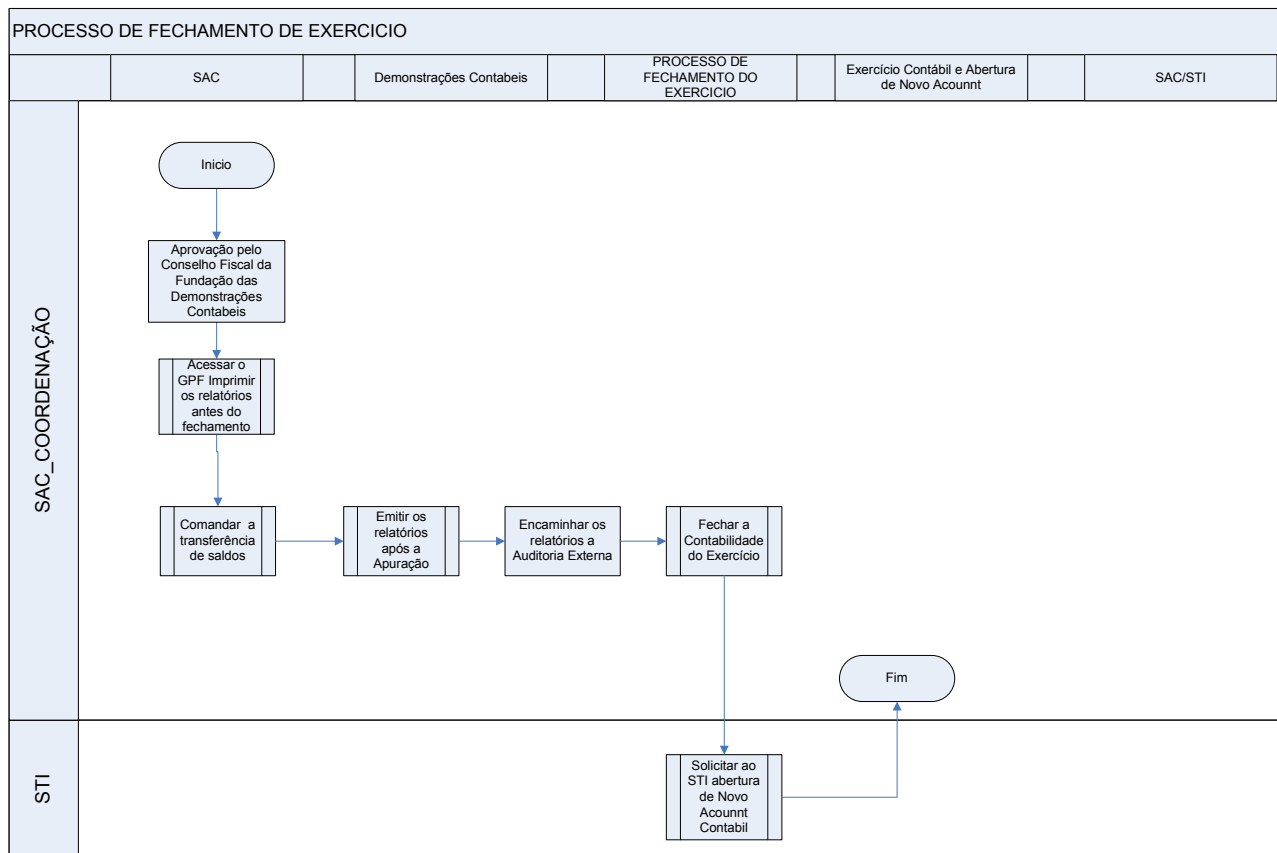 PROCESSO DE FECHAMENTO DE EXERCICIO
SAC
Demonstrações Contabeis
PROCESSO DE
FECHAMENTO DO
EXERCICIO
Exercício Contábil e Abertura
de Novo Acounnt
SAC/STI
SAC_COORDENAÇÃO
Inicio
Aprovação pelo
Conselho Fiscal da
Fundação das
Demonstrações
Contabeis
Acessar o
GPF Imprimir
os relatórios
antes do
fechamento
Comandar a
transferência
de saldos
Emitir os
relatórios
após a
Apuração
Encaminhar os
relatórios a
Auditoria Externa
Fechar a
Contabilidade
do Exercício
Fim
STI
Solicitar ao
STI abertura
de Novo
Acounnt
Contabil